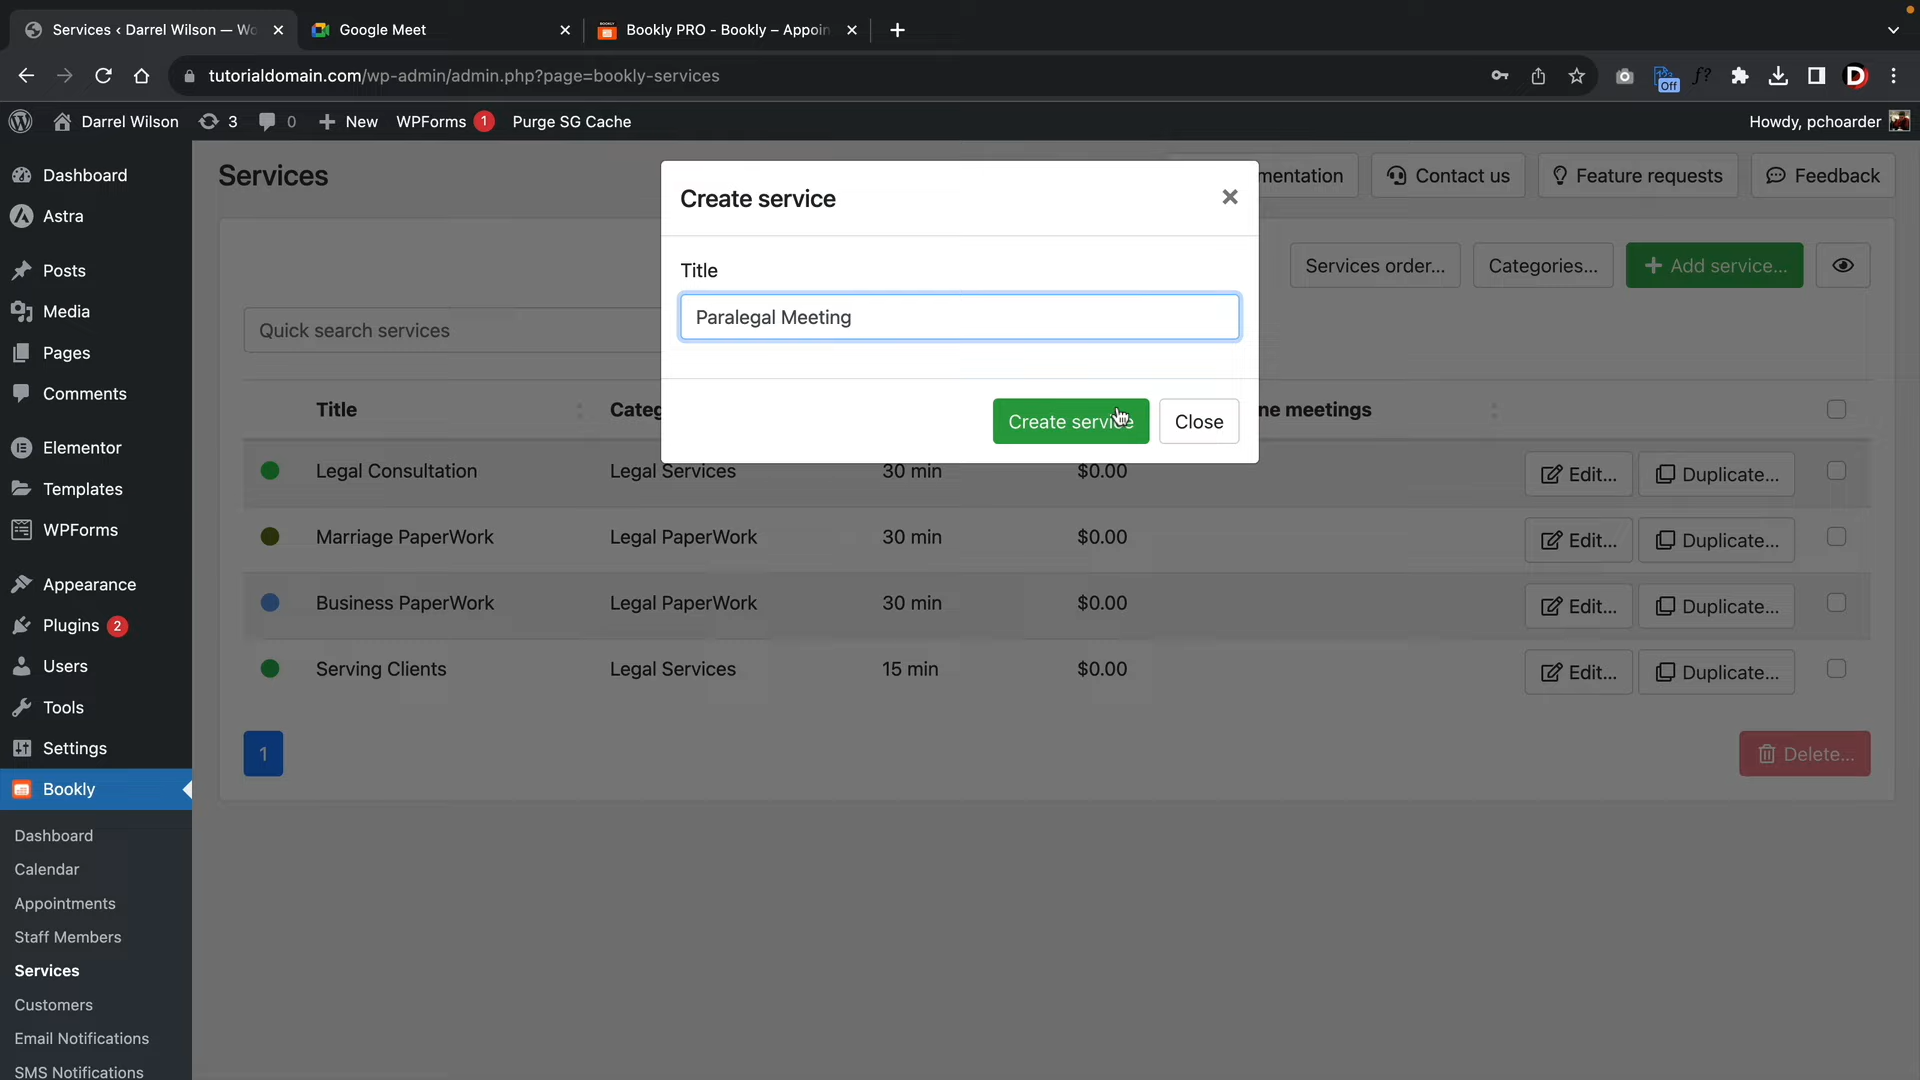 Services ‹ Darrel Wilson — Wo
Google Meet
Bookly PRO - Bookly – Appoin
tutorialdomain.com/wp-admin/admin.php?page=bookly-services
Off
f?
D
Darrel Wilson
3
0
New
WPForms 1
Purge SG Cache
Howdy, pchoarder
Dashboard
Astra
Posts
Media
Pages
Comments
Elementor
Templates
WPForms
Appearance
Plugins 2
Users
Tools
Settings
Bookly
Dashboard
Calendar
Appointments
Staff Members
Services
Customers
Email Notifications
SMS Notifications
Services
mentation
Contact us
Feature requests
Feedback
Services order...
Categories...
+ Add service...
Quick search services
Create service
×
Title
Paralegal Meeting
Create service
Close
Title
Categ
ne meetings
Legal Consultation Legal Services 30 min $0.00 Edit... Duplicate...
Marriage PaperWork Legal PaperWork 30 min $0.00 Edit... Duplicate...
Business PaperWork Legal PaperWork 30 min $0.00 Edit... Duplicate...
Serving Clients Legal Services 15 min $0.00 Edit... Duplicate...
1
Delete...